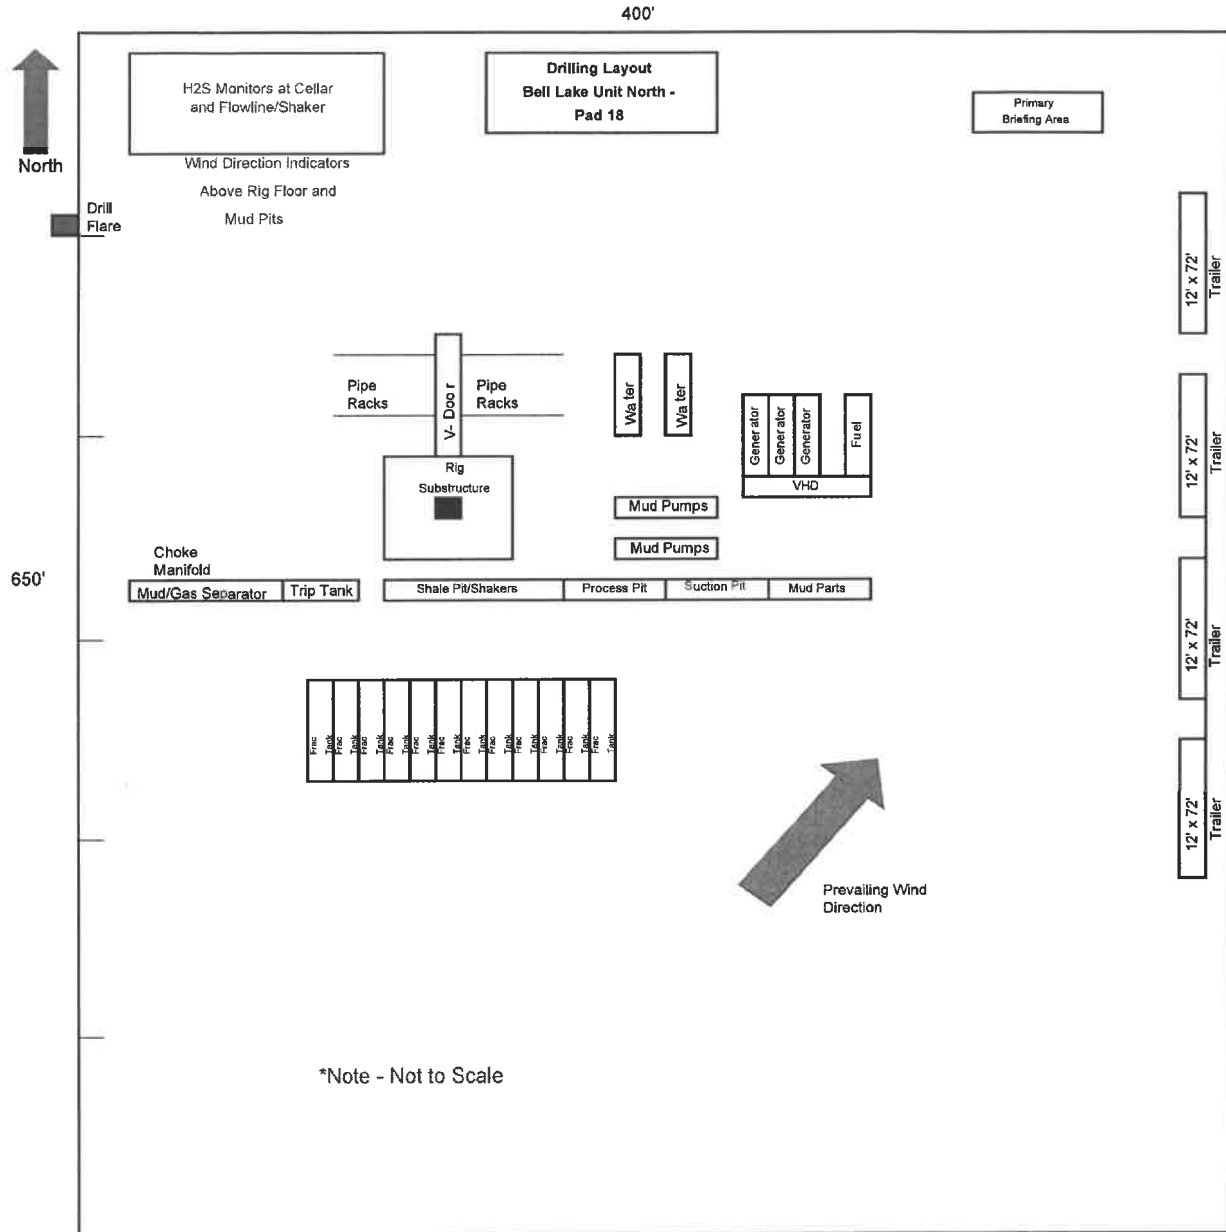 400'
H2S Monitors at Cellar
and Flowline/Shaker
Drilling Layout
Bell Lake Unit North -
Pad 18
Primary
Briefing Area
North
Wind Direction Indicators
Above Rig Floor and
Mud Pits
Drill
Flare
12' x 72'
Trailer
Pipe
Racks
V- Doo r
Pipe
Racks
Wa ter
Wa ter
Generator
Generator
Generator
Fuel
VHD
12' x 72'
Trailer
Rig
Substructure
Mud Pumps
Mud Pumps
Choke
Manifold
650'
Mud/Gas Separator
Trip Tank
Shale Pit/Shakers
Process Pit
Suction Pit
Mud Parts
12' x 72'
Trailer
Frac Tank
Frac Tank
Frac Tank
Frac Tank
Frac Tank
Frac Tank
Frac Tank
Frac Tank
Frac Tank
Frac Tank
Frac Tank
Frac Tank
12' x 72'
Trailer
Prevailing Wind
Direction
*Note - Not to Scale